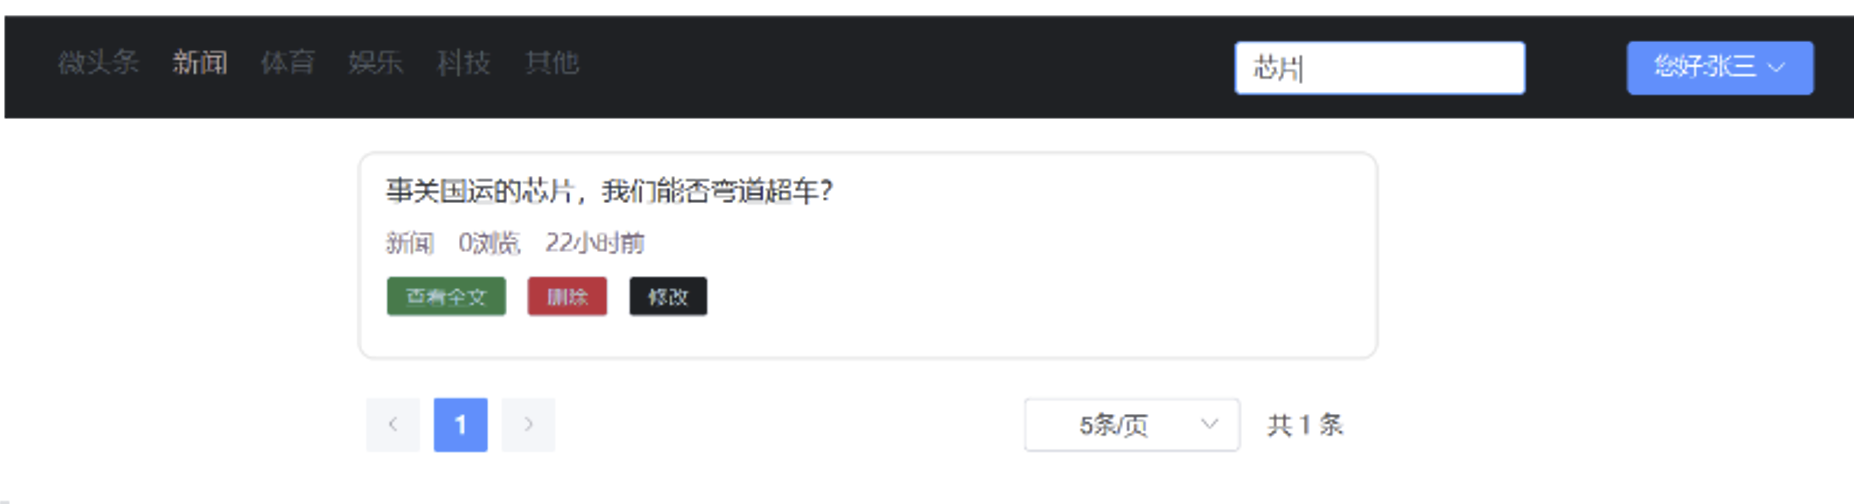 微头条 新闻 体育 娱乐 科技 其他 芯片 您好:张三
事关国运的芯片，我们能否弯道超车？
新闻 0浏览 22小时前
查看全文 删除 修改
1 5条/页 共 1 条